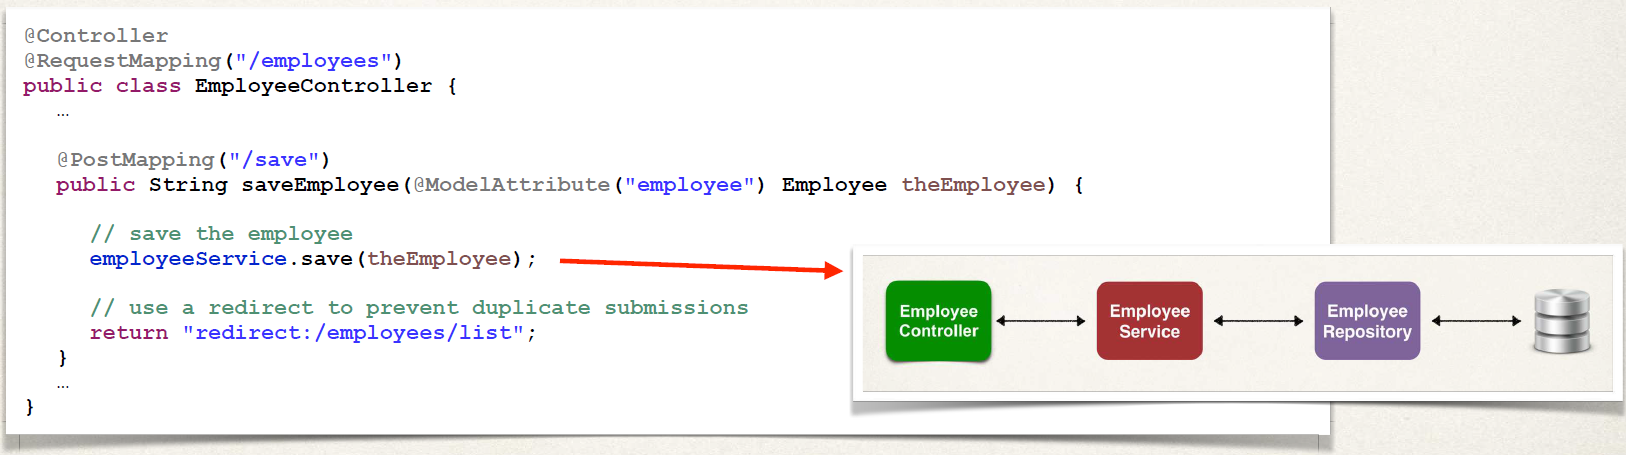 @Controller
@RequestMapping("/employees")
public class EmployeeController {
…
@PostMapping("/save")
public String saveEmployee(@ModelAttribute("employee") Employee theEmployee) {
// save the employee
employeeService.save(theEmployee);
// use a redirect to prevent duplicate submissions
return "redirect:/employees/list";
}
…
}
Employee
Controller
Employee
Service
Employee
Repository